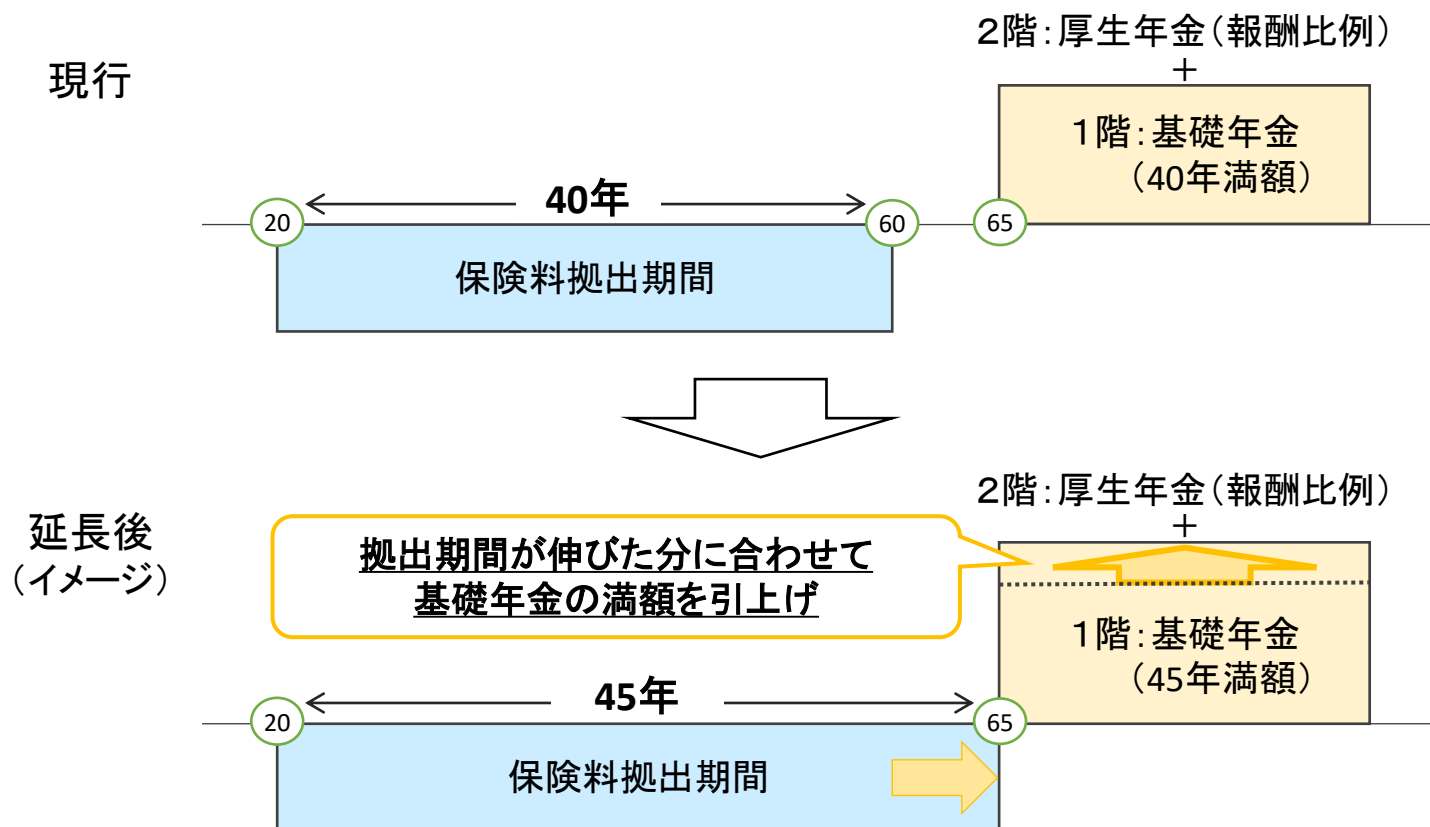 現行
2階:厚生年金(報酬比例)
+
1階:基礎年金
(40年満額)
40年
20
60
65
保険料拠出期間
延長後
(イメージ)
2階:厚生年金(報酬比例)
+
拠出期間が伸びた分に合わせて
基礎年金の満額を引上げ
1階:基礎年金
(45年満額)
45年
20
65
保険料拠出期間